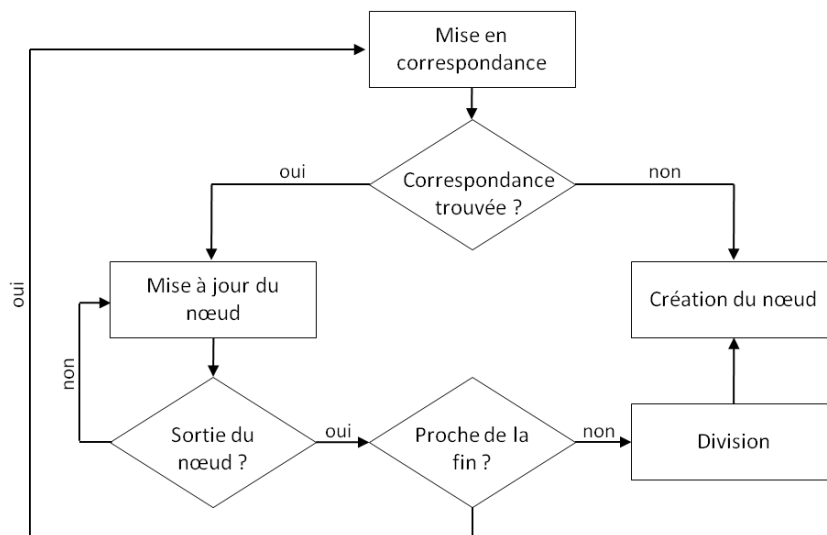 Mise en
correspondance
Correspondance
trouvée ?
oui
non
Mise à jour du
nœud
Création du nœud
oui
non
Sortie du
nœud ?
oui
Proche de la
fin ?
non
Division